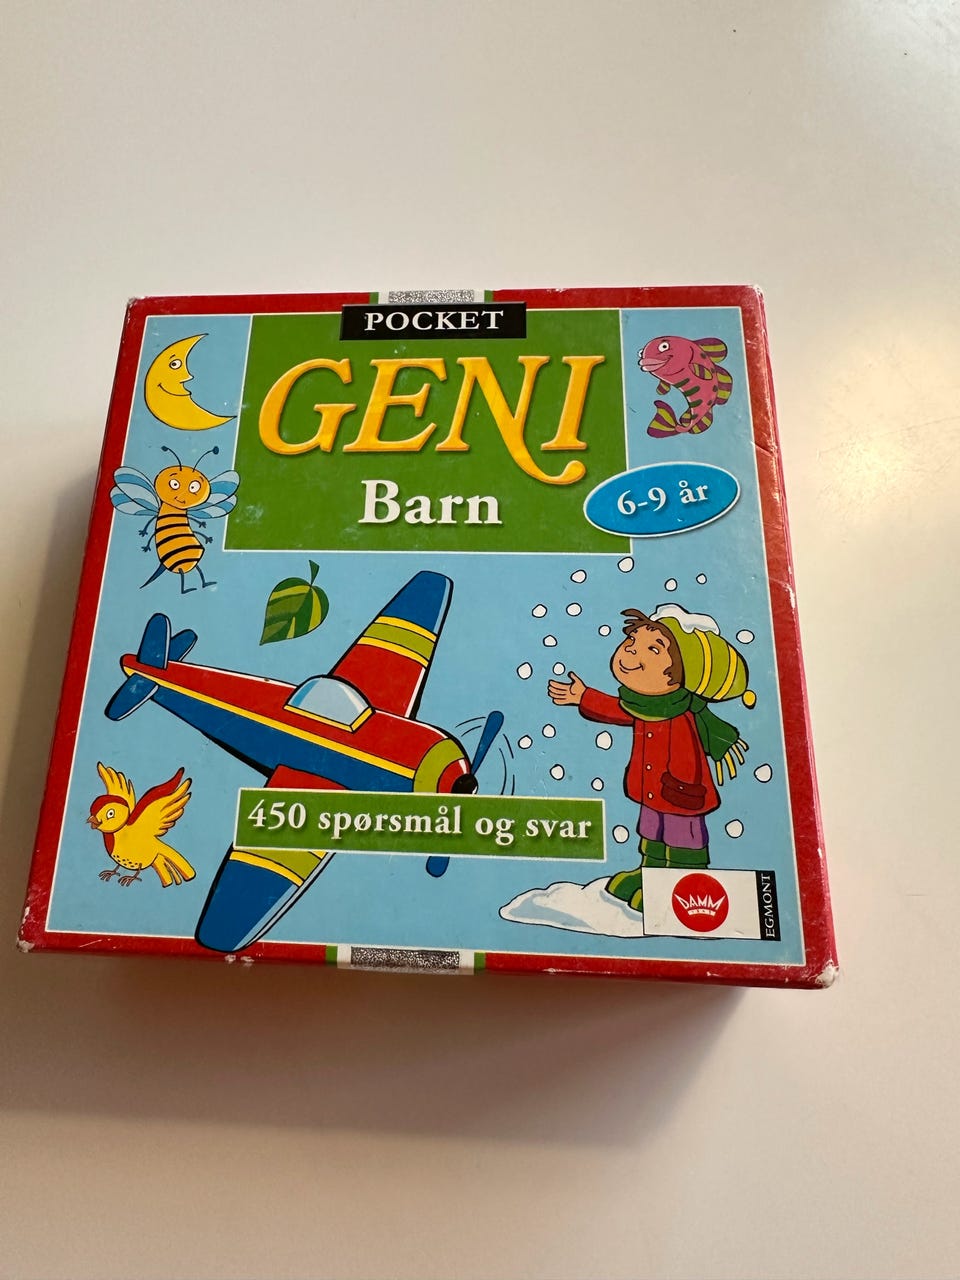 POCKET
GENI
Barn
6-9 år
450 spørsmål og svar
DAMM
EGMONT